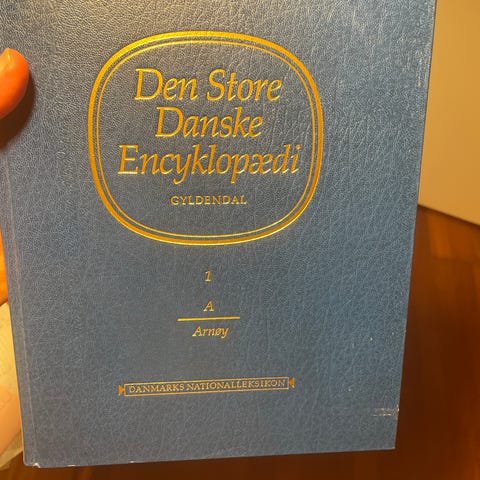 Den Store
Danske
Encyklopædi
GYLDENDAL
1
A
Arnøy
DANMARKS NATIONALLEKSIKON